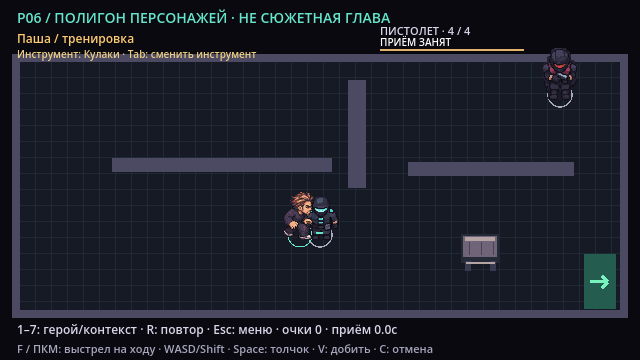 P06 / ПОЛИГОН ПЕРСОНАЖЕЙ · НЕ СЮЖЕТНАЯ ГЛАВА
ПИСТОЛЕТ · 4 / 4
Паша / тренировка
ПРИЁМ ЗАНЯТ
Инструмент: Кулаки · Tab: сменить инструмент
1–7: герой/контекст · R: повтор · Esc: меню · очки 0 · приём 0.0с
F / ПКМ: выстрел на ходу · WASD/Shift · Space: толчок · V: добить · C: отмена